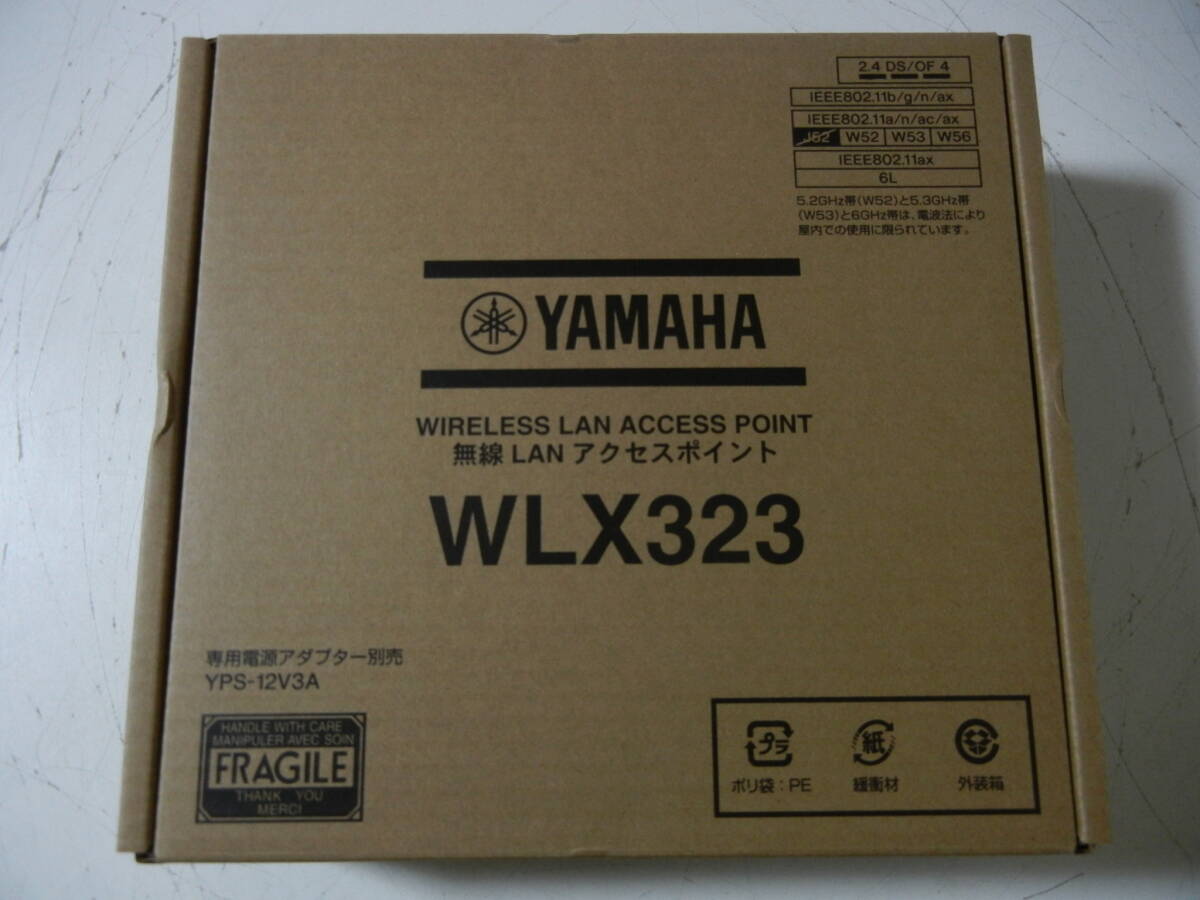 2.4 DS/OF 4
IEEE802.11b/g/n/ax
IEEE802.11a/n/ac/ax
J52 W52 W53 W56
IEEE802.11ax
6L
5.2GHz帯(W52)と5.3GHz帯
(W53)と6GHz帯は、電波法により
屋内での使用に限られています。
YAMAHA
WIRELESS LAN ACCESS POINT
無線 LAN アクセスポイント
WLX323
専用電源アダプター別売
YPS-12V3A
HANDLE WITH CARE
MANIPULER AVEC SOIN
FRAGILE
THANK YOU
MERCI
プラ 紙
ポリ袋：PE 緩衝材 外装箱